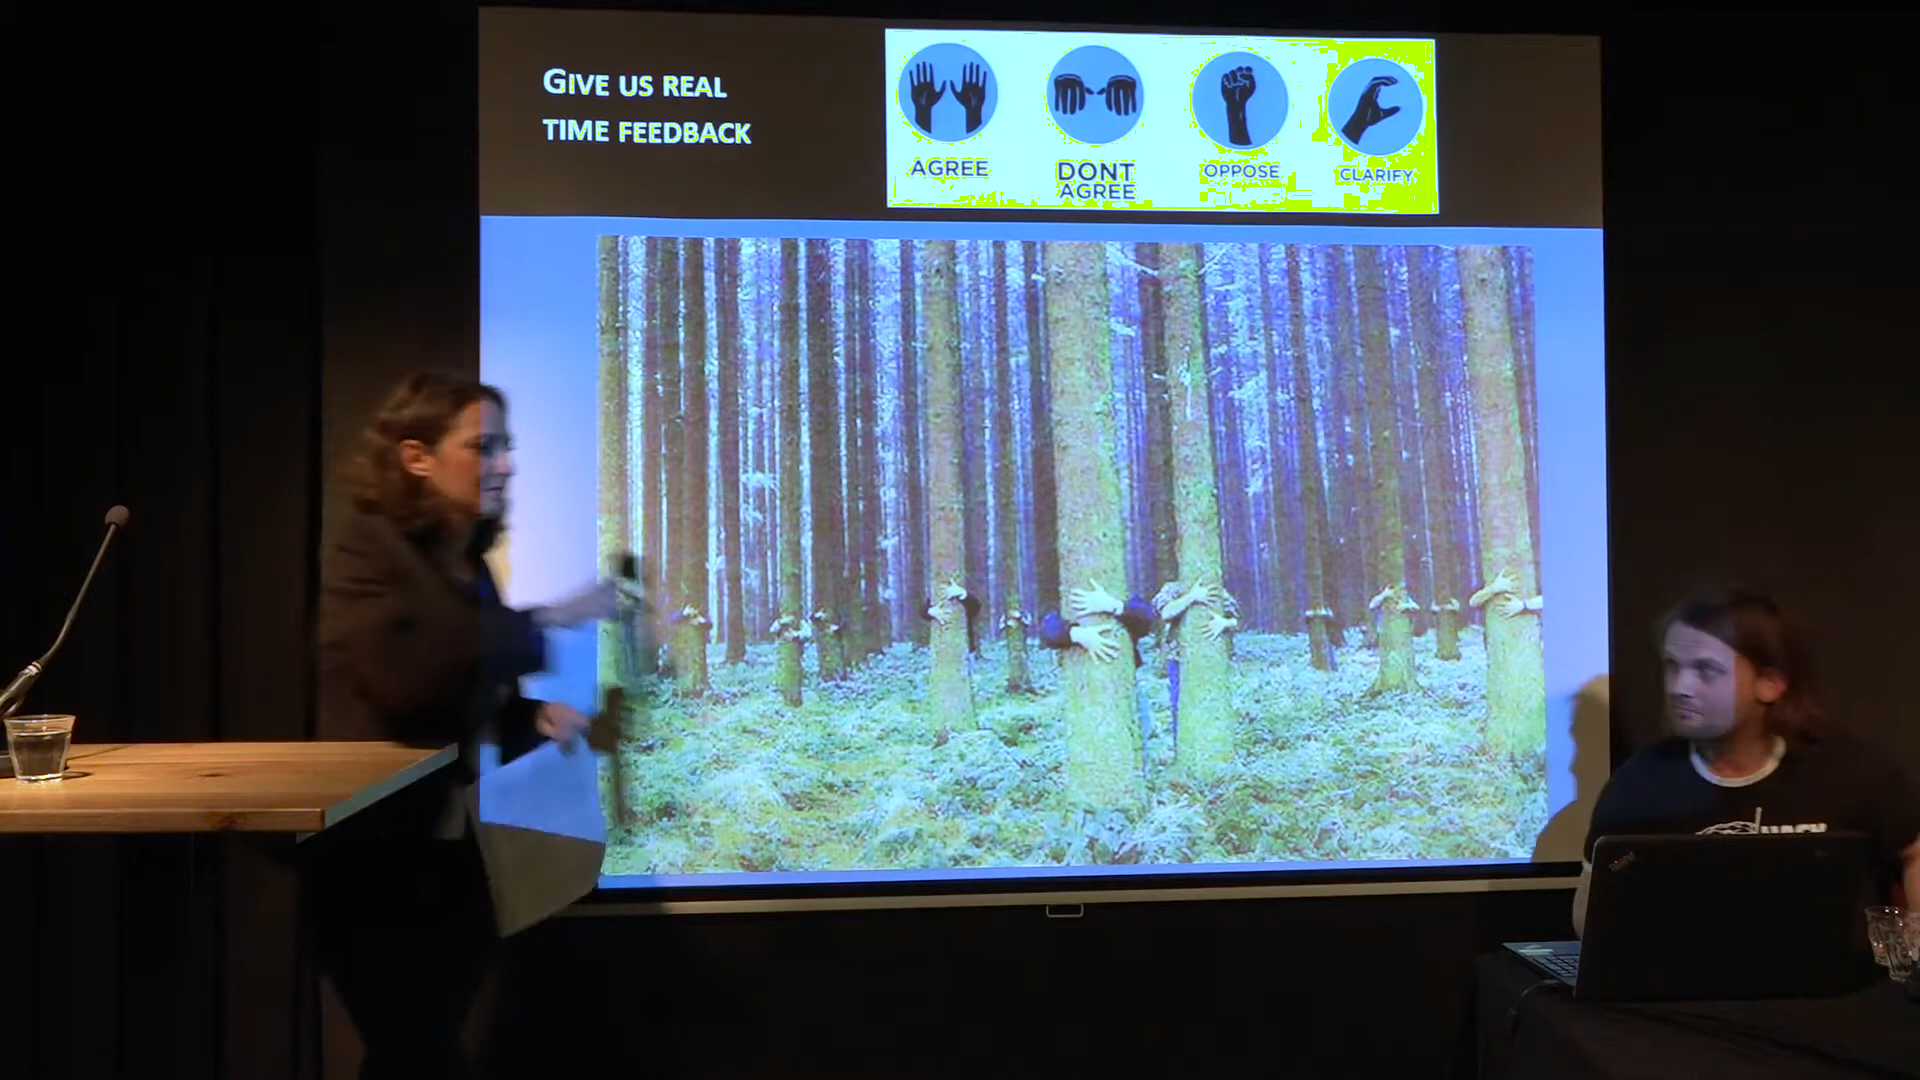 GIVE US REAL
TIME FEEDBACK
AGREE
DONT
AGREE
OPPOSE
CLARIFY